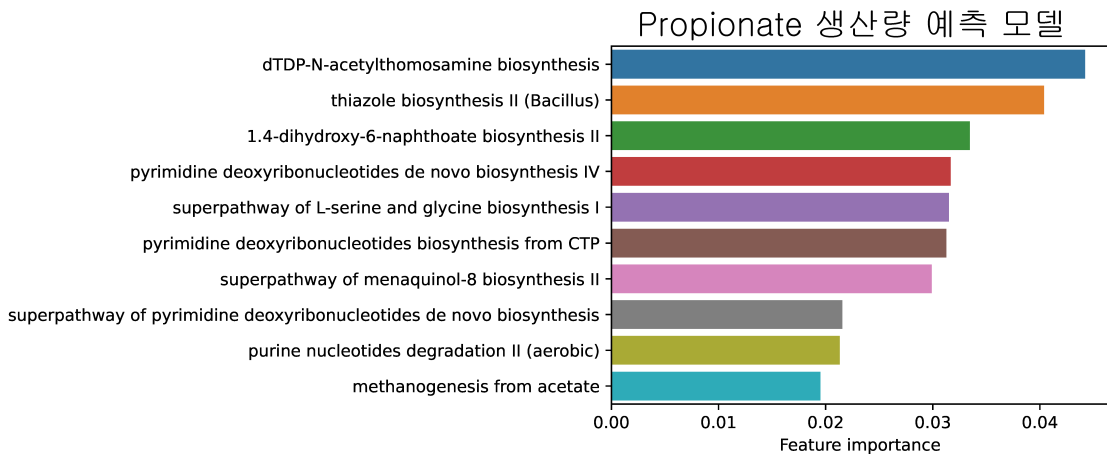 Propionate 생산량 예측 모델
dTDP-N-acetylthomosamine biosynthesis
thiazole biosynthesis II (Bacillus)
1.4-dihydroxy-6-naphthoate biosynthesis II
pyrimidine deoxyribonucleotides de novo biosynthesis IV
superpathway of L-serine and glycine biosynthesis I
pyrimidine deoxyribonucleotides biosynthesis from CTP
superpathway of menaquinol-8 biosynthesis II
superpathway of pyrimidine deoxyribonucleotides de novo biosynthesis
purine nucleotides degradation II (aerobic)
methanogenesis from acetate
0.00 0.01 0.02 0.03 0.04
Feature importance